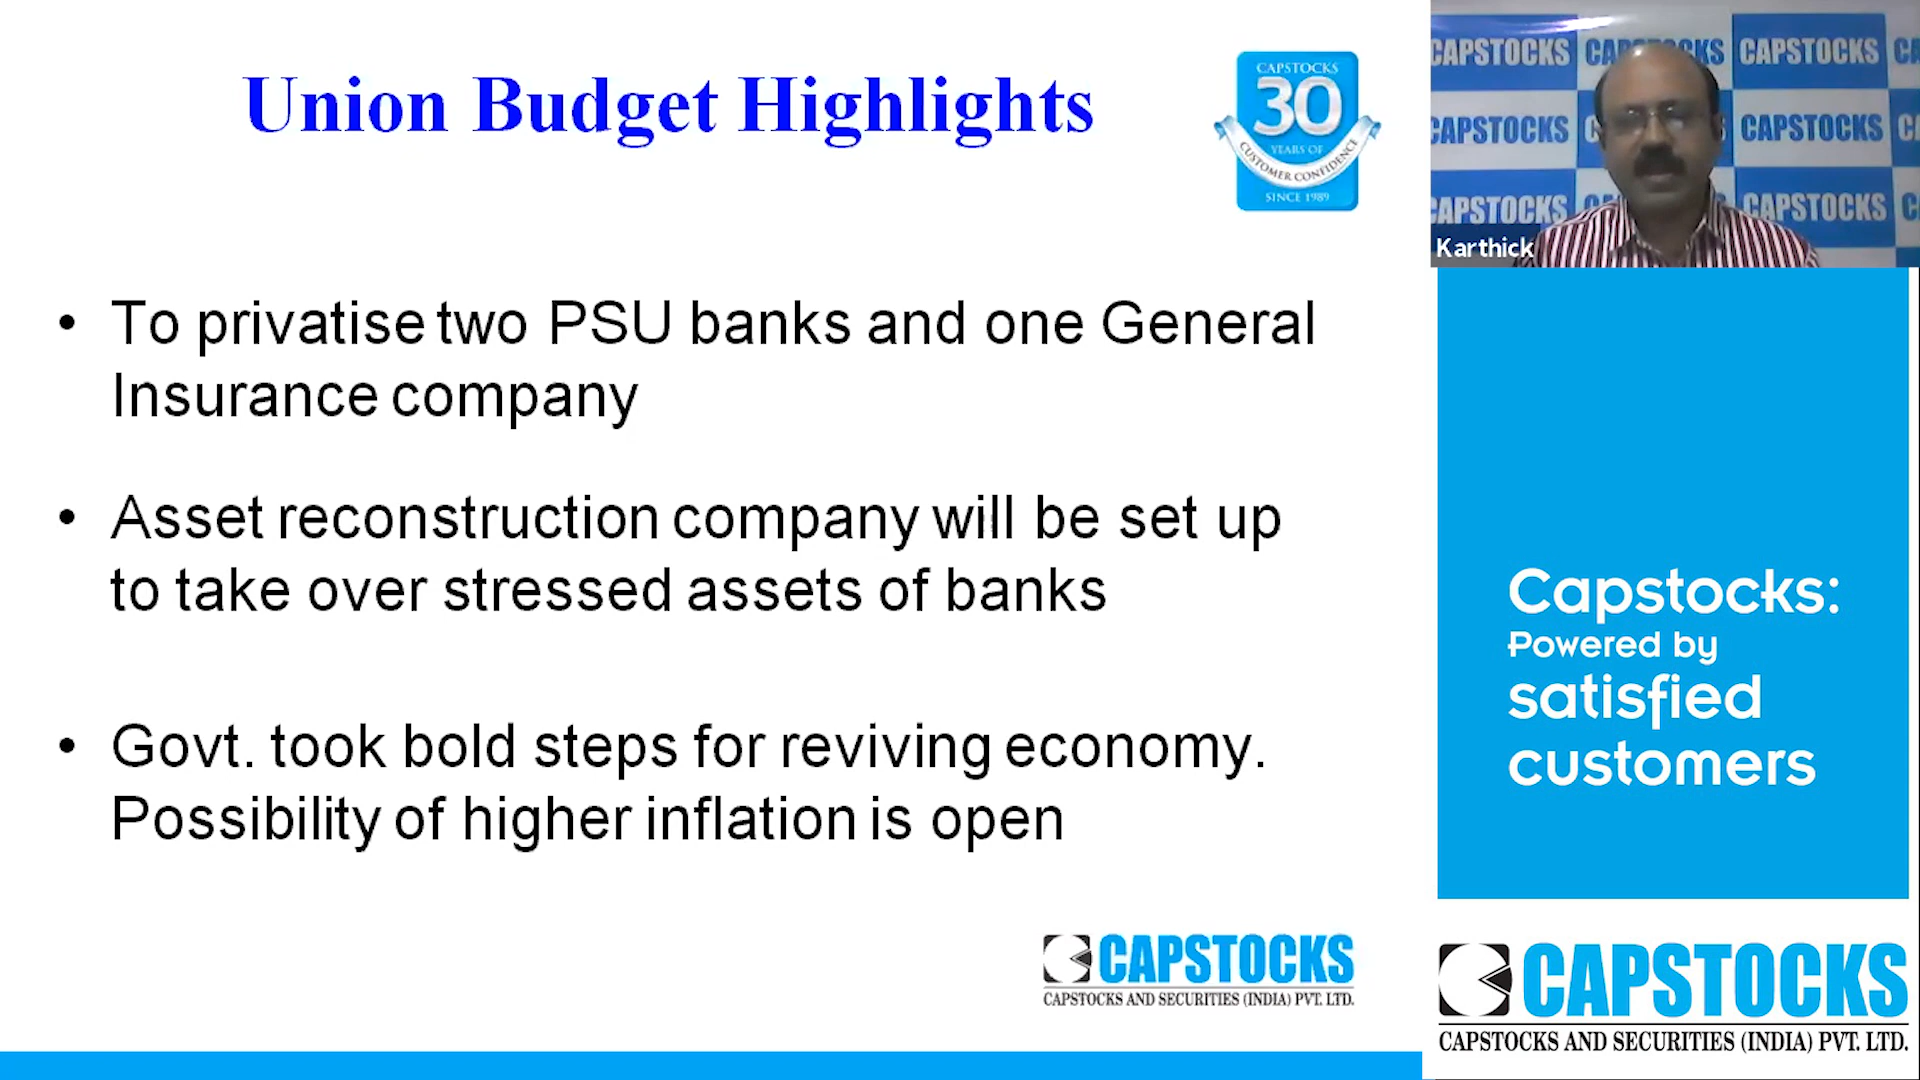 Union Budget Highlights
CAPSTOCKS
30
YEARS OF
CUSTOMER CONFIDENCE
SINCE 1989
• To privatise two PSU banks and one General
Insurance company
• Asset reconstruction company will be set up
to take over stressed assets of banks
• Govt. took bold steps for reviving economy.
Possibility of higher inflation is open
CAPSTOCKS
CAPSTOCKS AND SECURITIES (INDIA) PVT. LTD.
CAPSTOCKS CAPSTOCKS CAPSTOCKS
CAPSTOCKS CAPSTOCKS
CAPSTOCKS CAPSTOCKS
Karthick
Capstocks:
Powered by
satisfied
customers
CAPSTOCKS
CAPSTOCKS AND SECURITIES (INDIA) PVT. LTD.